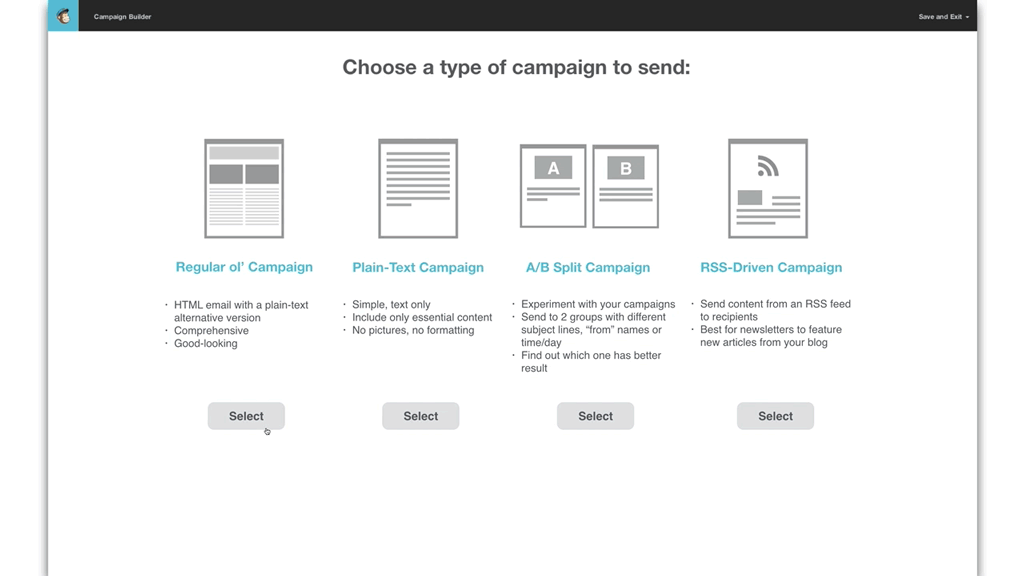 Campaign Builder
Save and Exit
Choose a type of campaign to send:
A
B
Regular ol’ Campaign
· HTML email with a plain-text
alternative version
· Comprehensive
· Good-looking
Select
Plain-Text Campaign
· Simple, text only
· Include only essential content
· No pictures, no formatting
Select
A/B Split Campaign
· Experiment with your campaigns
· Send to 2 groups with different
subject lines, “from” names or
time/day
· Find out which one has better
result
Select
RSS-Driven Campaign
· Send content from an RSS feed
to recipients
· Best for newsletters to feature
new articles from your blog
Select